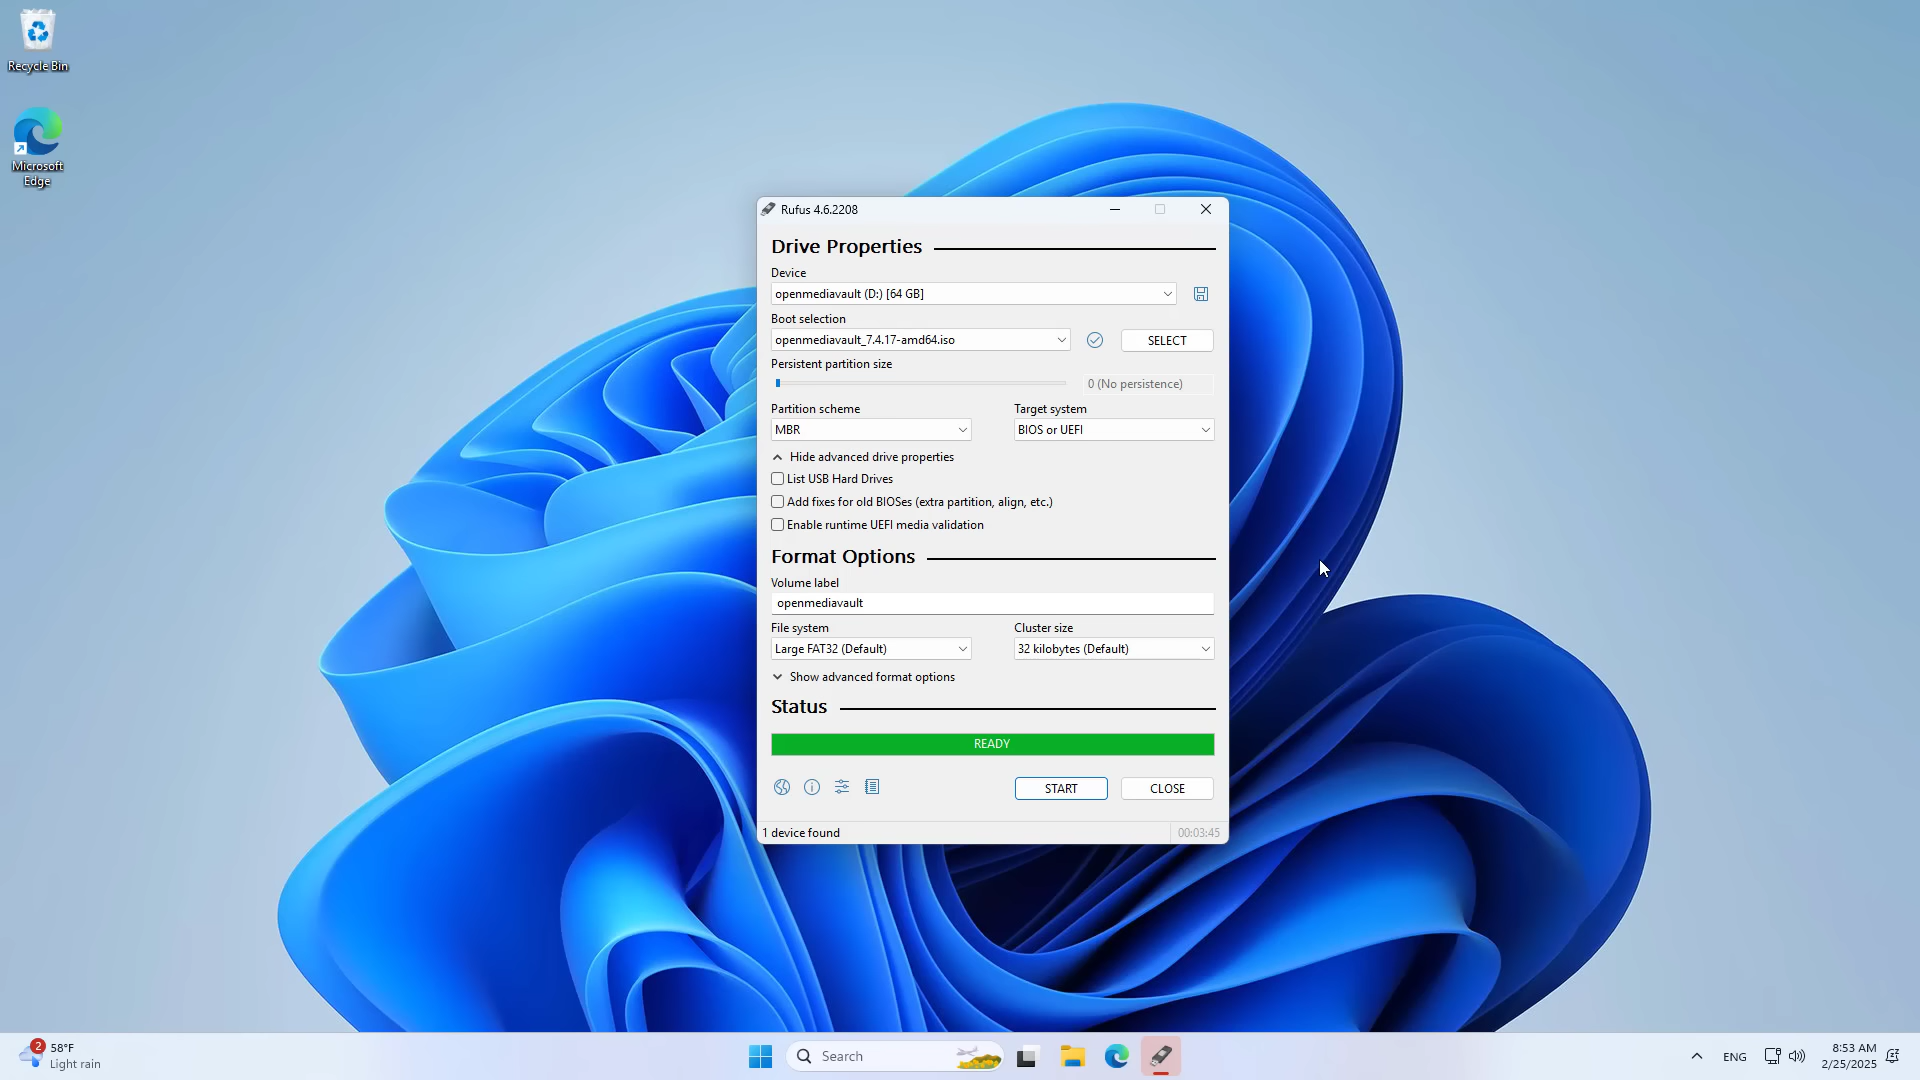 Recycle Bin
Microsoft
Edge
Rufus 4.6.2208
Drive Properties
Device
openmediavault (D:) [64 GB]
Boot selection
openmediavault_7.4.17-amd64.iso
SELECT
Persistent partition size
0 (No persistence)
Partition scheme
Target system
MBR
BIOS or UEFI
Hide advanced drive properties
List USB Hard Drives
Add fixes for old BIOSes (extra partition, align, etc.)
Enable runtime UEFI media validation
Format Options
Volume label
openmediavault
File system
Cluster size
Large FAT32 (Default)
32 kilobytes (Default)
Show advanced format options
Status
READY
START
CLOSE
1 device found
00:03:45
2
58°F
Light rain
Search
ENG
8:53 AM
2/25/2025